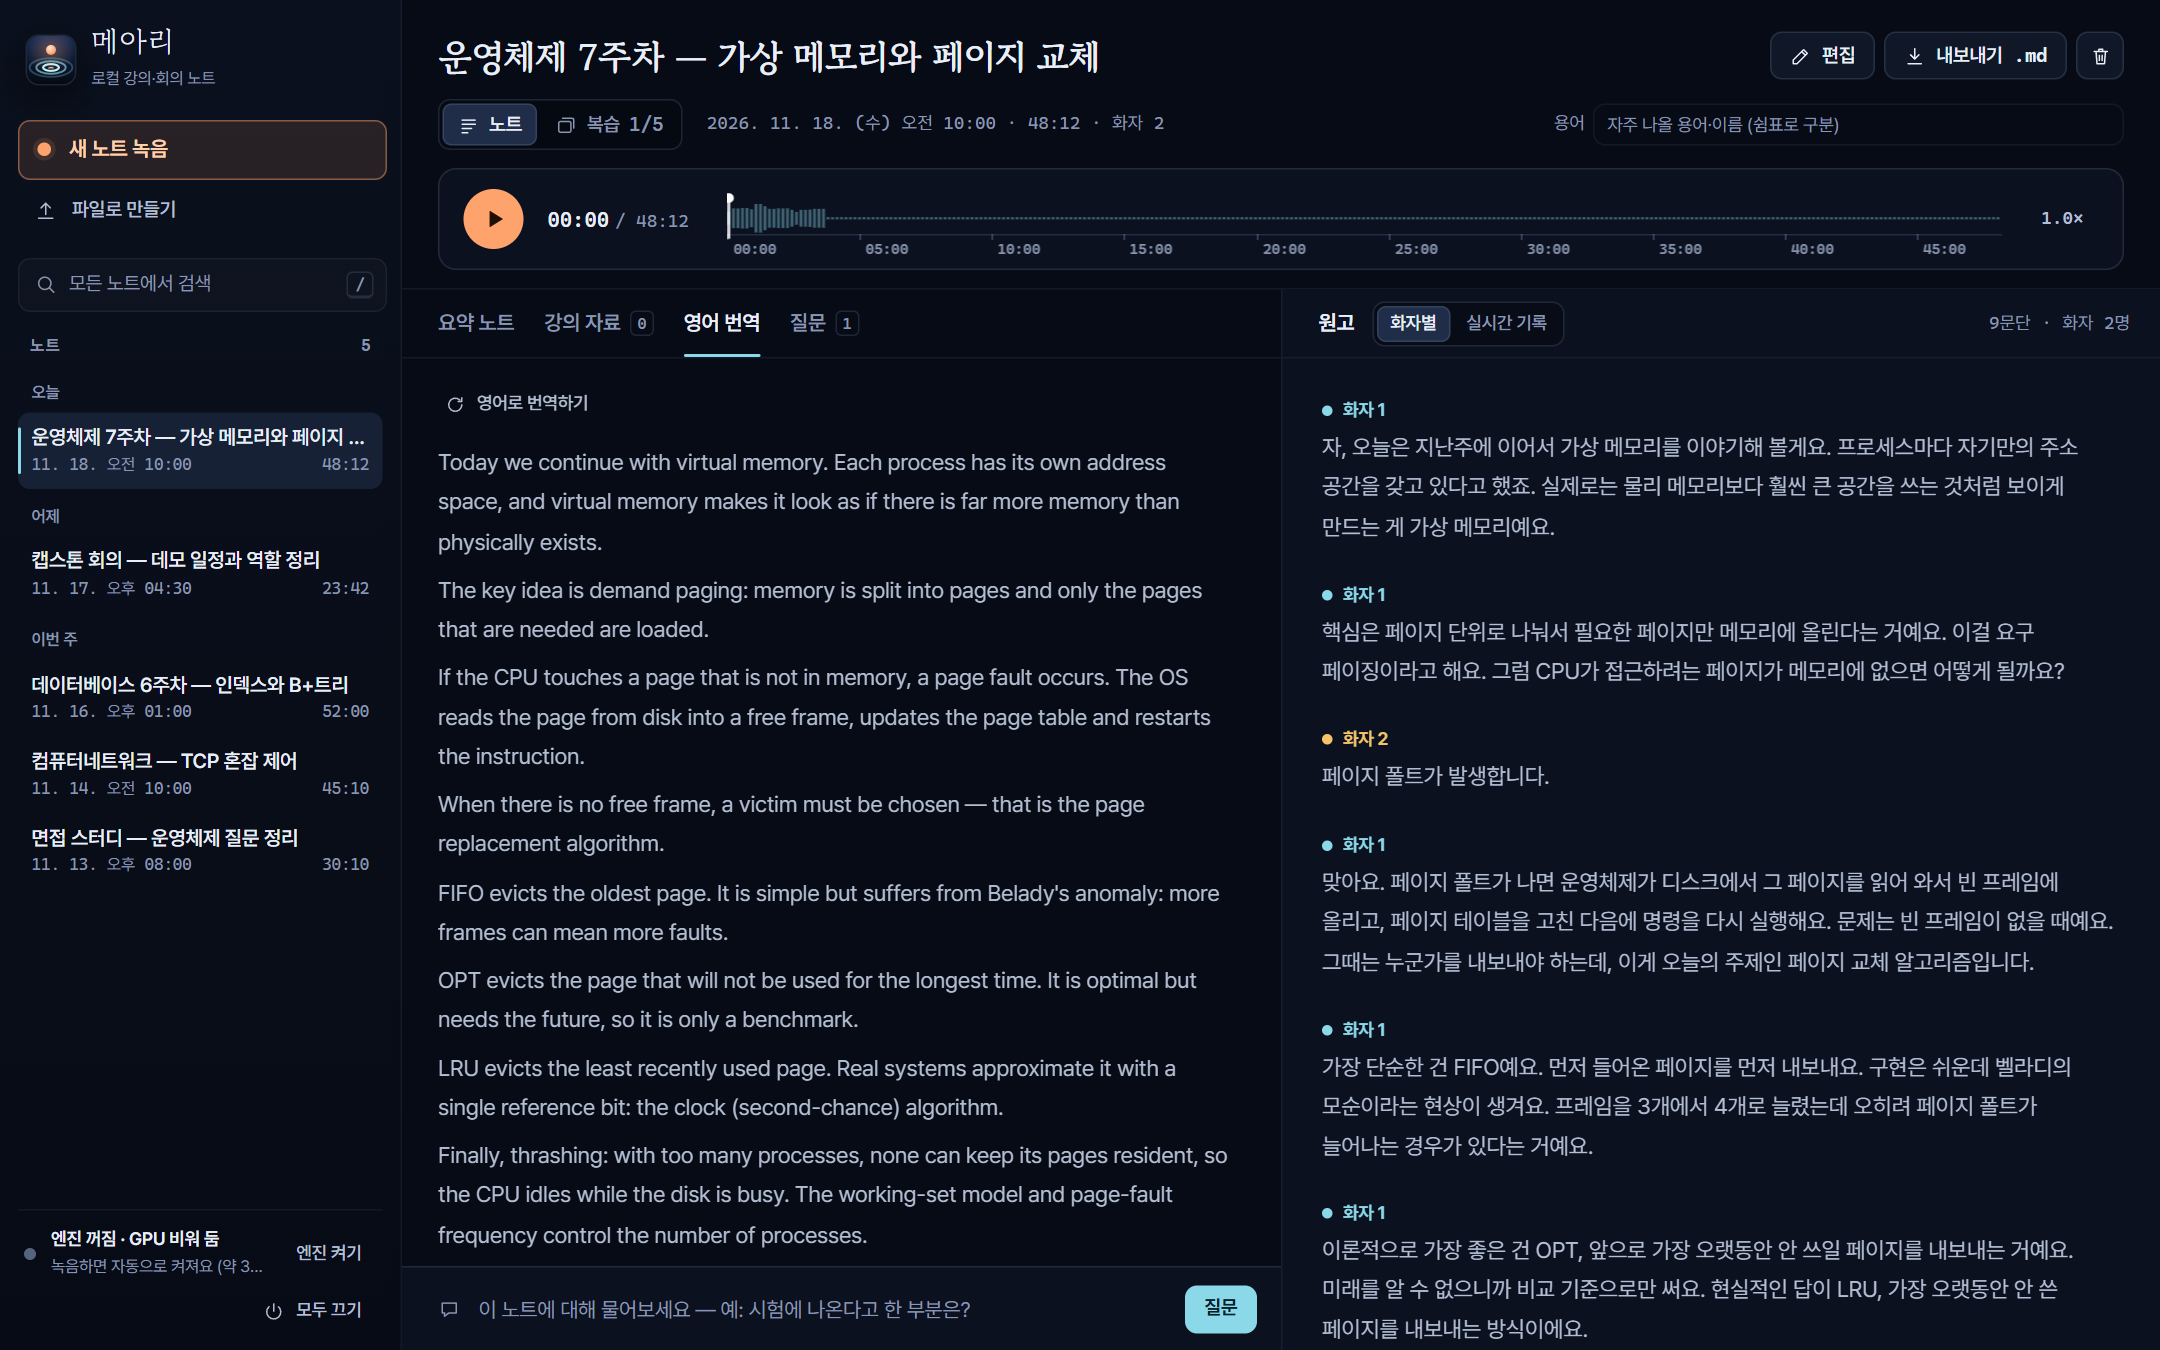 메아리
로컬 강의·회의 노트
새 노트 녹음
파일로 만들기
모든 노트에서 검색 /
노트 5
오늘
운영체제 7주차 — 가상 메모리와 페이지 ...
11. 18. 오전 10:00 48:12
어제
캡스톤 회의 — 데모 일정과 역할 정리
11. 17. 오후 04:30 23:42
이번 주
데이터베이스 6주차 — 인덱스와 B+트리
11. 16. 오후 01:00 52:00
컴퓨터네트워크 — TCP 혼잡 제어
11. 14. 오전 10:00 45:10
면접 스터디 — 운영체제 질문 정리
11. 13. 오후 08:00 30:10
엔진 꺼짐 · GPU 비워 둠
녹음하면 자동으로 켜져요 (약 3...
엔진 켜기
모두 끄기
운영체제 7주차 — 가상 메모리와 페이지 교체
편집
내보내기 .md
노트
복습 1/5
2026. 11. 18. (수) 오전 10:00 · 48:12 · 화자 2
용어 자주 나올 용어·이름 (쉼표로 구분)
00:00 / 48:12
00:00 05:00 10:00 15:00 20:00 25:00 30:00 35:00 40:00 45:00
1.0×
요약 노트 강의 자료 0 영어 번역 질문 1
영어로 번역하기
Today we continue with virtual memory. Each process has its own address
space, and virtual memory makes it look as if there is far more memory than
physically exists.
The key idea is demand paging: memory is split into pages and only the pages
that are needed are loaded.
If the CPU touches a page that is not in memory, a page fault occurs. The OS
reads the page from disk into a free frame, updates the page table and restarts
the instruction.
When there is no free frame, a victim must be chosen — that is the page
replacement algorithm.
FIFO evicts the oldest page. It is simple but suffers from Belady's anomaly: more
frames can mean more faults.
OPT evicts the page that will not be used for the longest time. It is optimal but
needs the future, so it is only a benchmark.
LRU evicts the least recently used page. Real systems approximate it with a
single reference bit: the clock (second-chance) algorithm.
Finally, thrashing: with too many processes, none can keep its pages resident, so
the CPU idles while the disk is busy. The working-set model and page-fault
frequency control the number of processes.
이 노트에 대해 물어보세요 — 예: 시험에 나온다고 한 부분은?
질문
원고 화자별 실시간 기록
9문단 · 화자 2명
화자 1
자, 오늘은 지난주에 이어서 가상 메모리를 이야기해 볼게요. 프로세스마다 자기만의 주소
공간을 갖고 있다고 했죠. 실제로는 물리 메모리보다 훨씬 큰 공간을 쓰는 것처럼 보이게
만드는 게 가상 메모리예요.
화자 1
핵심은 페이지 단위로 나눠서 필요한 페이지만 메모리에 올린다는 거예요. 이걸 요구
페이징이라고 해요. 그럼 CPU가 접근하려는 페이지가 메모리에 없으면 어떻게 될까요?
화자 2
페이지 폴트가 발생합니다.
화자 1
맞아요. 페이지 폴트가 나면 운영체제가 디스크에서 그 페이지를 읽어 와서 빈 프레임에
올리고, 페이지 테이블을 고친 다음에 명령을 다시 실행해요. 문제는 빈 프레임이 없을 때예요.
그때는 누군가를 내보내야 하는데, 이게 오늘의 주제인 페이지 교체 알고리즘입니다.
화자 1
가장 단순한 건 FIFO예요. 먼저 들어온 페이지를 먼저 내보내요. 구현은 쉬운데 벨라디의
모순이라는 현상이 생겨요. 프레임을 3개에서 4개로 늘렸는데 오히려 페이지 폴트가
늘어나는 경우가 있다는 거예요.
화자 1
이론적으로 가장 좋은 건 OPT, 앞으로 가장 오랫동안 안 쓰일 페이지를 내보내는 거예요.
미래를 알 수 없으니까 비교 기준으로만 써요. 현실적인 답이 LRU, 가장 오랫동안 안 쓴
페이지를 내보내는 방식이에요.